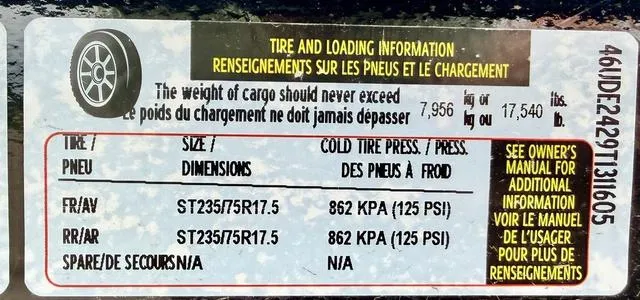 TIRE AND LOADING INFORMATION
RENSEIGNEMENTS SUR LES PNEUS ET LE CHARGEMENT
The weight of cargo should never exceed
Le poids du chargement ne doit jamais dépasser 7,956 kg or kg ou 17,540 lbs. lb.
TIRE / SIZE / COLD TIRE PRESS. / PRESS.
PNEU DIMENSIONS DES PNEUS À FROID
FR/AV ST235/75R17.5 862 KPA (125 PSI)
RR/AR ST235/75R17.5 862 KPA (125 PSI)
SPARE/DE SECOURS N/A N/A
SEE OWNER'S
MANUAL FOR
ADDITIONAL
INFORMATION
VOIR LE MANUEL
DE L'USAGER
POUR PLUS DE
RENSEIGNEMENTS
46UDE2429T1311605